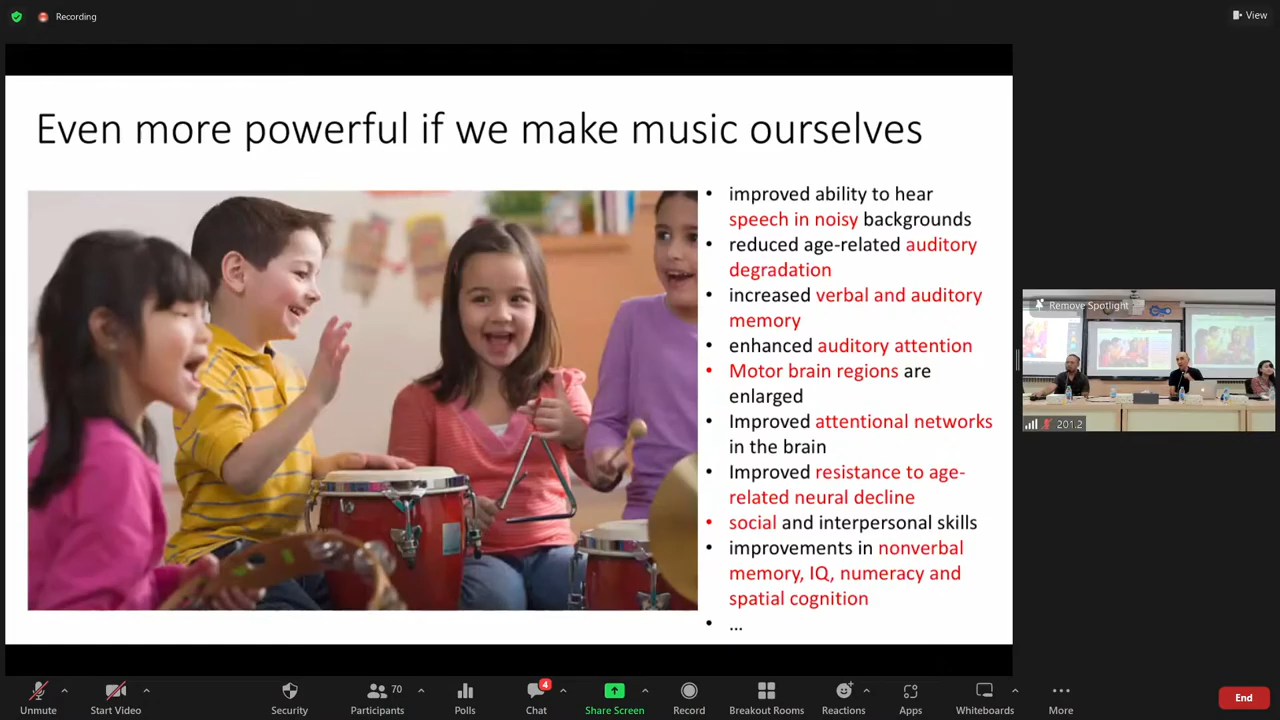 Recording
View
Even more powerful if we make music ourselves
• improved ability to hear
speech in noisy backgrounds
• reduced age-related auditory
degradation
• increased verbal and auditory
memory
• enhanced auditory attention
• Motor brain regions are
enlarged
• Improved attentional networks
in the brain
• Improved resistance to age-
related neural decline
• social and interpersonal skills
• improvements in nonverbal
memory, IQ, numeracy and
spatial cognition
• ...
Remove Spotlight
201.2
Unmute
Start Video
Security
Participants
70
Polls
Chat
4
Share Screen
Record
Breakout Rooms
Reactions
Apps
Whiteboards
More
End